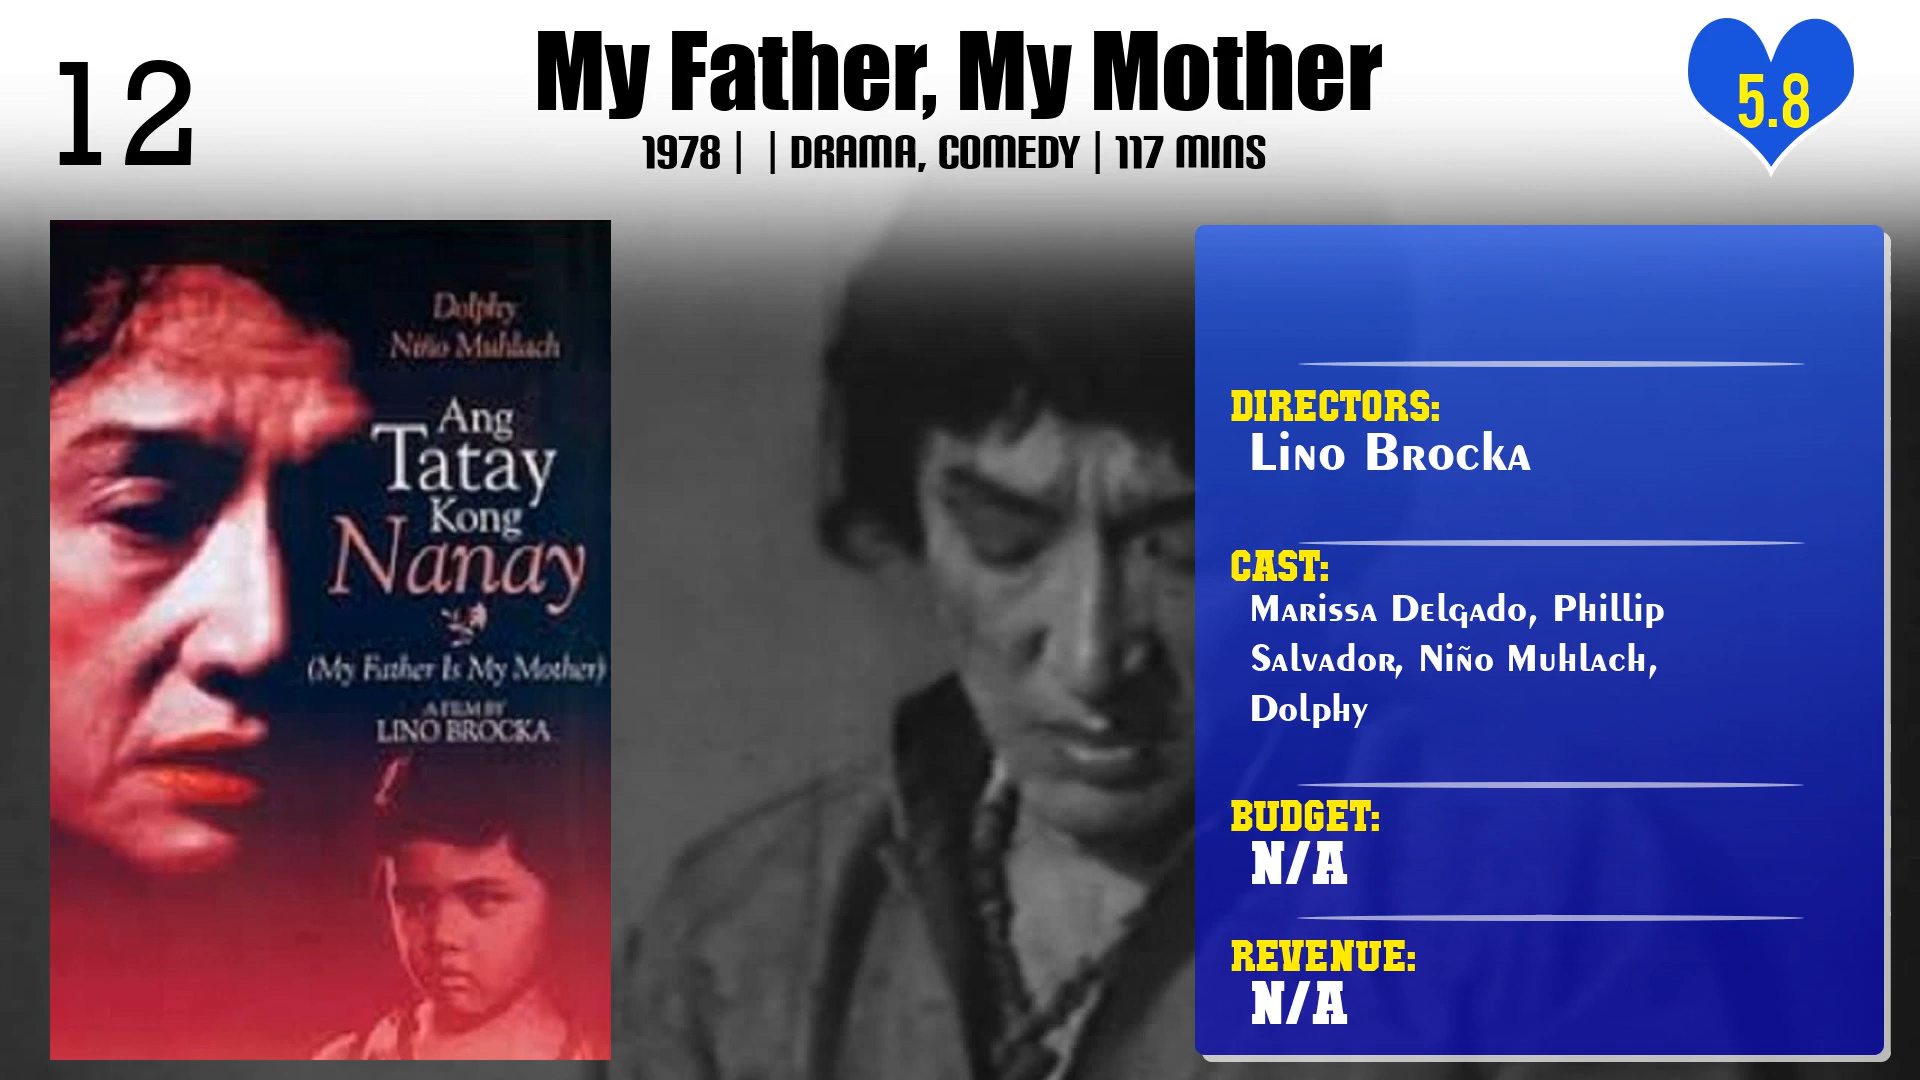 12
My Father, My Mother
1978 | | DRAMA, COMEDY | 117 MINS
5.8
Dolphy
Niño Muhlach
Ang
Tatay
Kong
Nanay
(My Father Is My Mother)
A FILM BY
LINO BROCKA
DIRECTORS:
Lino Brocka
CAST:
Marissa Delgado, Phillip
Salvador, Niño Muhlach,
Dolphy
BUDGET:
N/A
REVENUE:
N/A